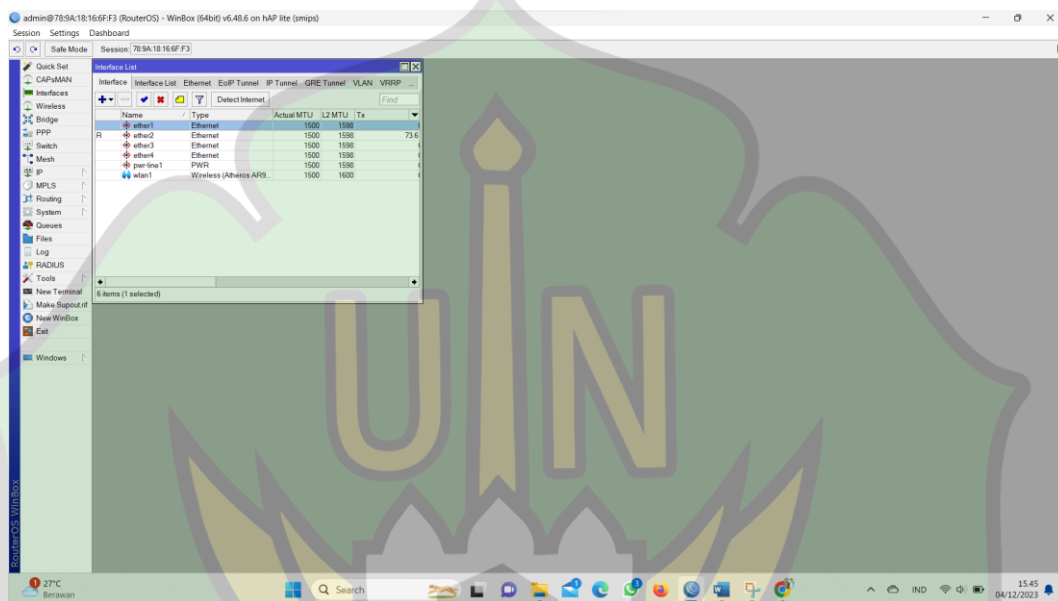 admin@78:9A:18:16:6F:F3 (RouterOS) - WinBox (64bit) v6.48.6 on hAP lite (smips)
Session Settings Dashboard
Safe Mode Session: 78:9A:18:16:6F:F3
Quick Set
CAPsMAN
Interfaces
Wireless
Bridge
PPP
Switch
Mesh
IP
MPLS
Routing
System
Queues
Files
Log
RADIUS
Tools
New Terminal
Make Supout.rif
New WinBox
Exit
Windows
RouterOS WinBox
Interface List
Interface Interface List Ethernet EoIP Tunnel IP Tunnel GRE Tunnel VLAN VRRP ...
Detect Internet Find
Name Type Actual MTU L2 MTU Tx
ether1 Ethernet 1500 1598
R ether2 Ethernet 1500 1598 73.6
ether3 Ethernet 1500 1598
ether4 Ethernet 1500 1598
pwr-line1 PWR 1500 1598
wlan1 Wireless (Atheros AR9... 1500 1600
6 items (1 selected)
UIN
1 27°C
Berawan
Search
1
3
IND
15.45
04/12/2023